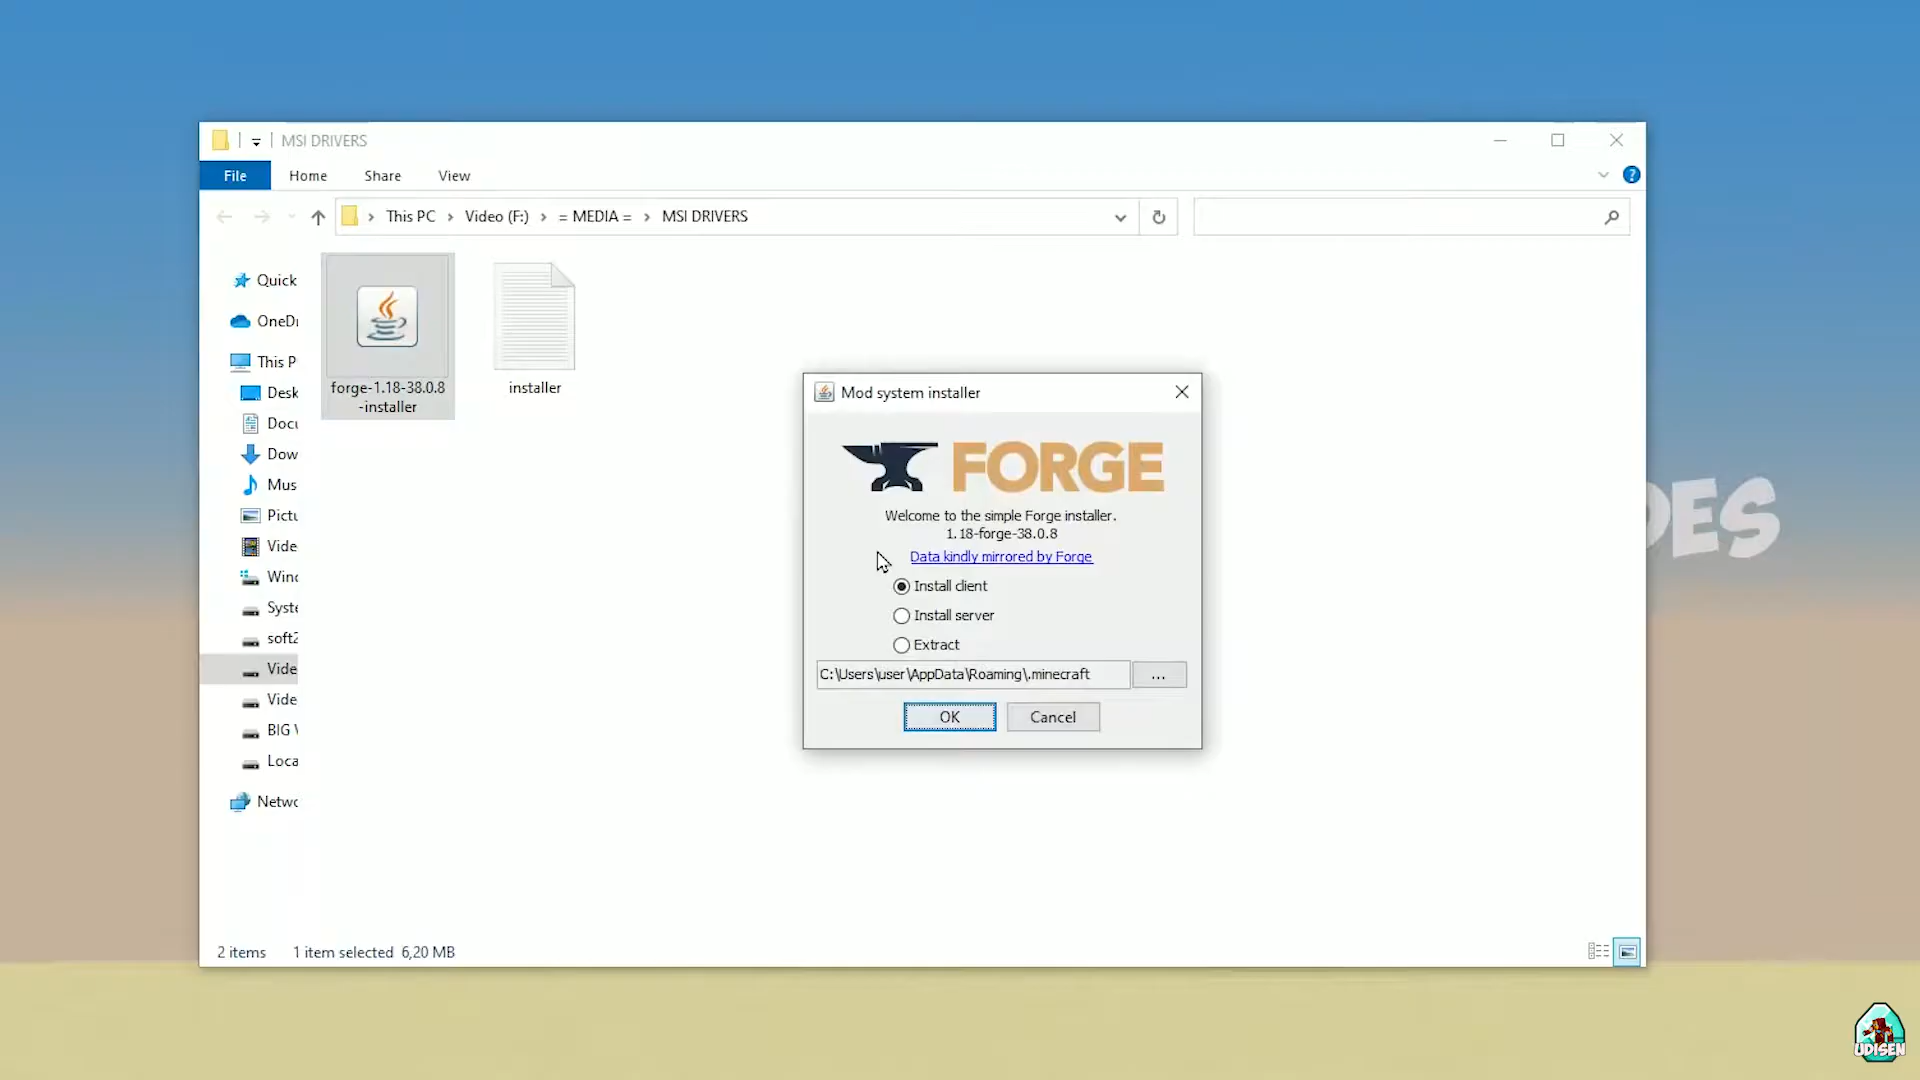 MSI DRIVERS
File Home Share View
This PC > Video (F:) > = MEDIA = > MSI DRIVERS
Quick
OneDr
This P
Desk
Docu
Dow
Mus
Pictu
Vide
Winc
Syste
soft2
Vide
Vide
BIG V
Loca
Netwo
forge-1.18-38.0.8
-installer
installer
Mod system installer
FORGE
Welcome to the simple Forge installer.
1.18-forge-38.0.8
Data kindly mirrored by Forge
Install client
Install server
Extract
C:\Users\user\AppData\Roaming\.minecraft
...
OK Cancel
DES
2 items 1 item selected 6,20 MB
UDISEN